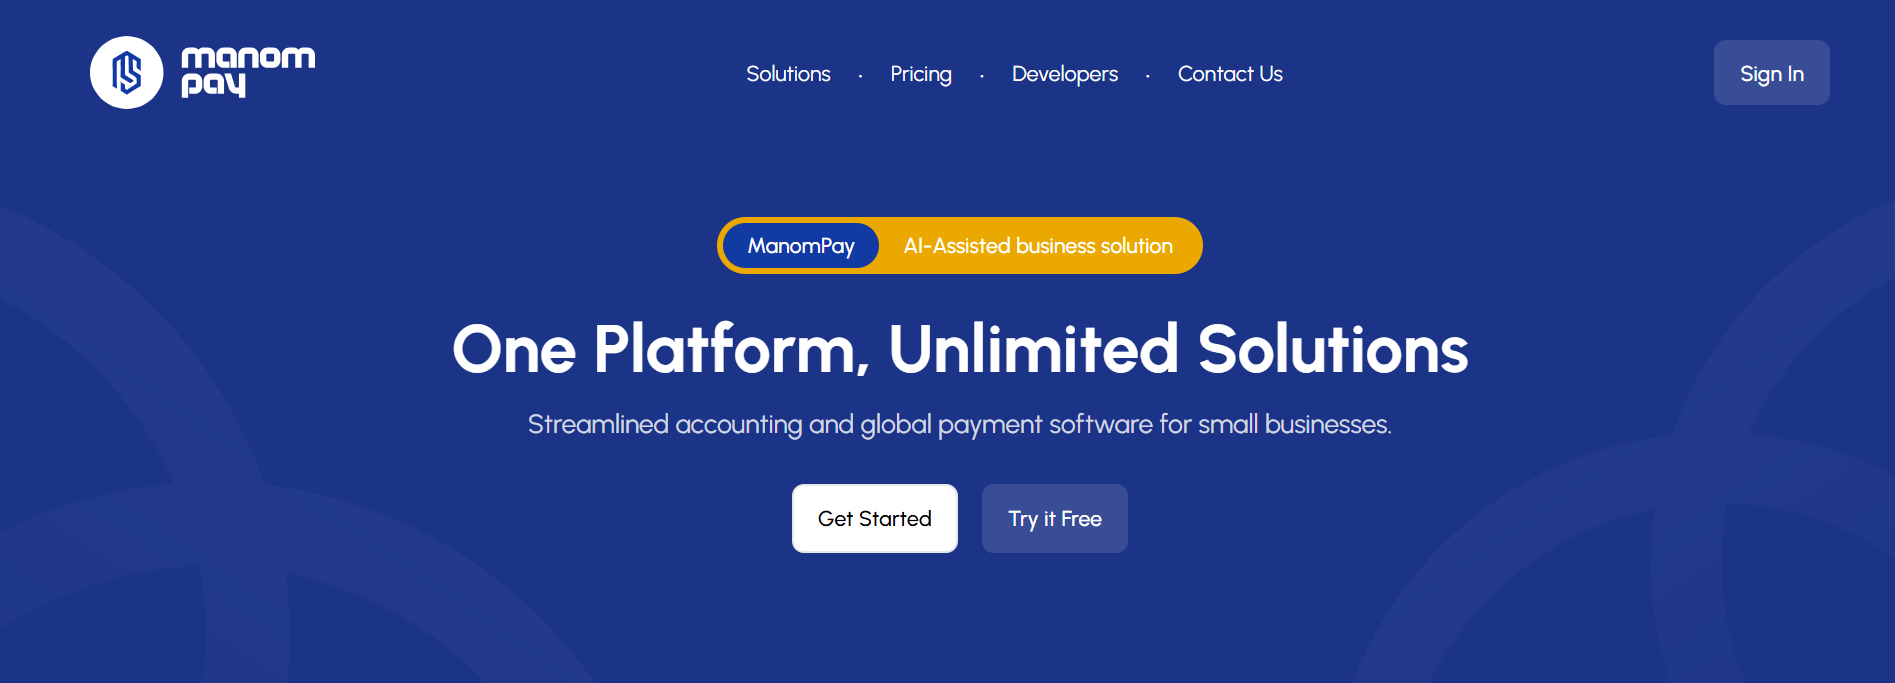 manom
pay
Solutions · Pricing · Developers · Contact Us
Sign In
ManomPay AI-Assisted business solution
One Platform, Unlimited Solutions
Streamlined accounting and global payment software for small businesses.
Get Started Try it Free